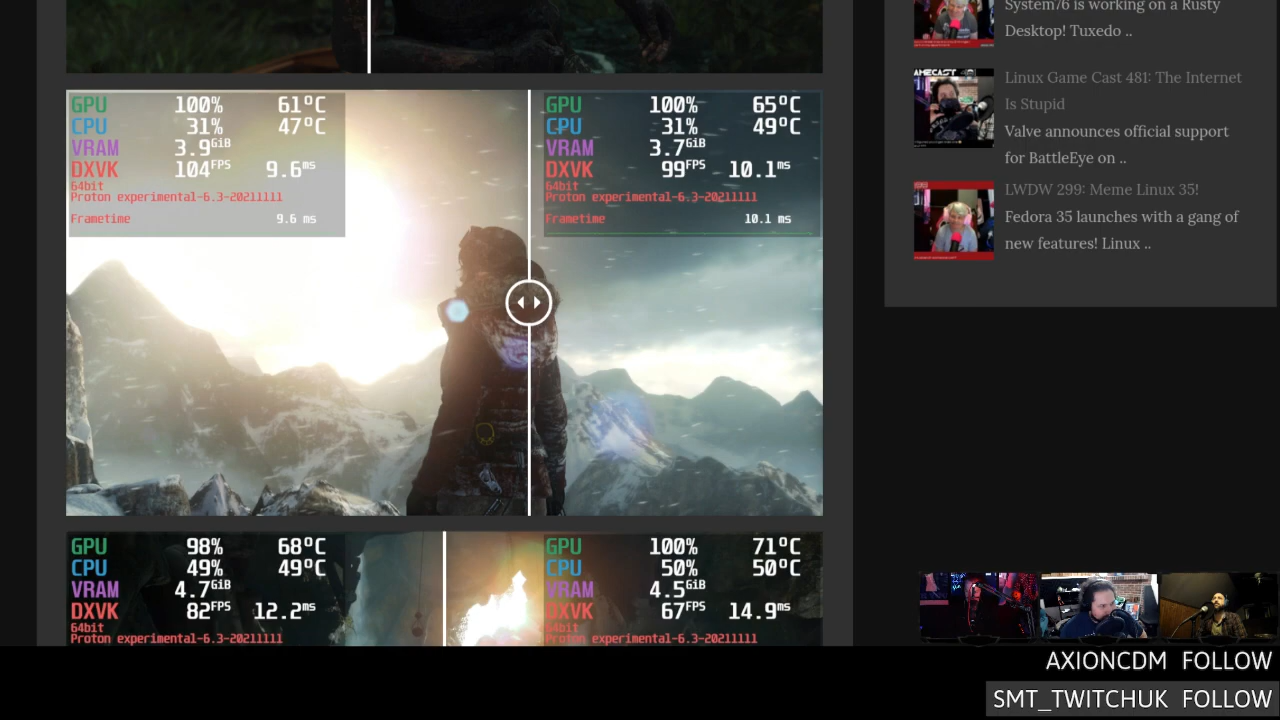 System76 is working on a Rusty
Desktop! Tuxedo ..
Linux Game Cast 481: The Internet
Is Stupid
Valve announces official support
for BattleEye on ..
LWDW 299: Meme Linux 35!
Fedora 35 launches with a gang of
new features! Linux ..
AMECAST
GPU 100% 61°C
CPU 31% 47°C
VRAM 3.9GiB
DXVK 104FPS 9.6ms
64bit
Proton experimental-6.3-20211111
Frametime 9.6 ms
GPU 100% 65°C
CPU 31% 49°C
VRAM 3.7GiB
DXVK 99FPS 10.1ms
64bit
Proton experimental-6.3-20211111
Frametime 10.1 ms
GPU 98% 68°C
CPU 49% 49°C
VRAM 4.7GiB
DXVK 82FPS 12.2ms
64bit
Proton experimental-6.3-20211111
GPU 100% 71°C
CPU 50% 50°C
VRAM 4.5GiB
DXVK 67FPS 14.9ms
64bit
Proton experimental-6.3-20211111
AXIONCDM FOLLOW
SMT_TWITCHUK FOLLOW